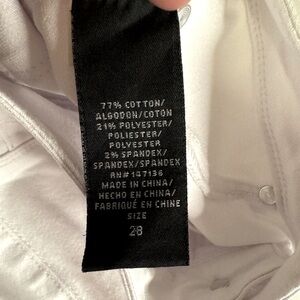 77% COTTON/
ALGODON/COTON
21% POLYESTER/
POLIESTER/
POLYESTER
2% SPANDEX/
SPANDEX/SPANDEX
RN#147136
MADE IN CHINA/
HECHO EN CHINA/
FABRIQUÉ EN CHINE
SIZE
28